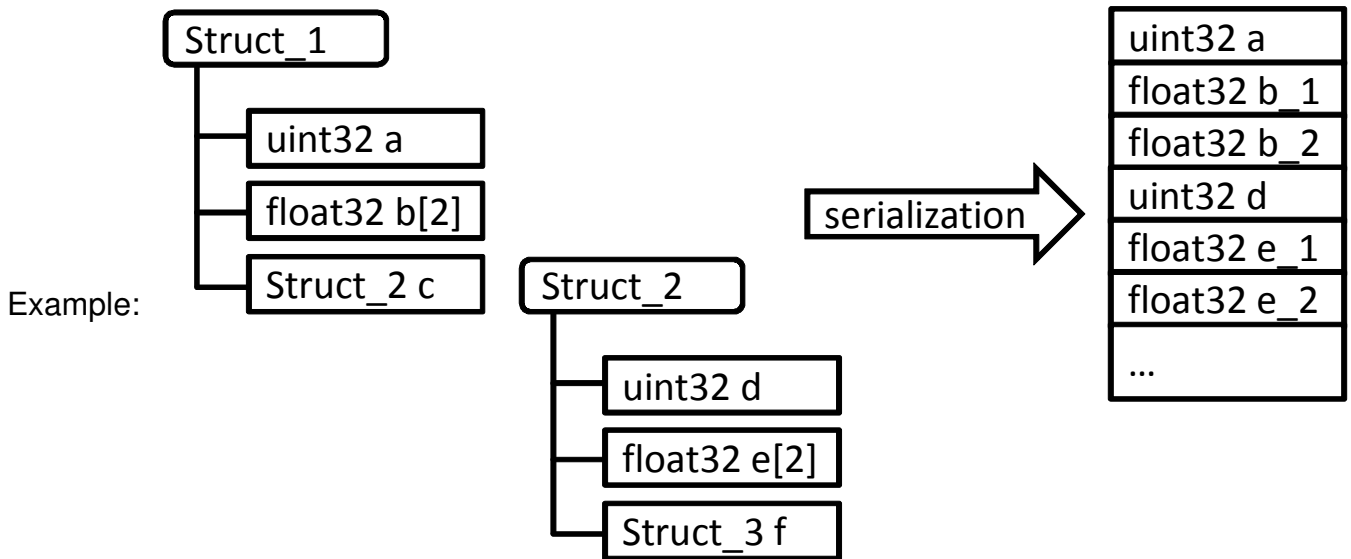 Struct_1
uint32 a
float32 b[2]
Struct_2 c
Example:
Struct_2
uint32 d
float32 e[2]
Struct_3 f
serialization
uint32 a
float32 b_1
float32 b_2
uint32 d
float32 e_1
float32 e_2
...